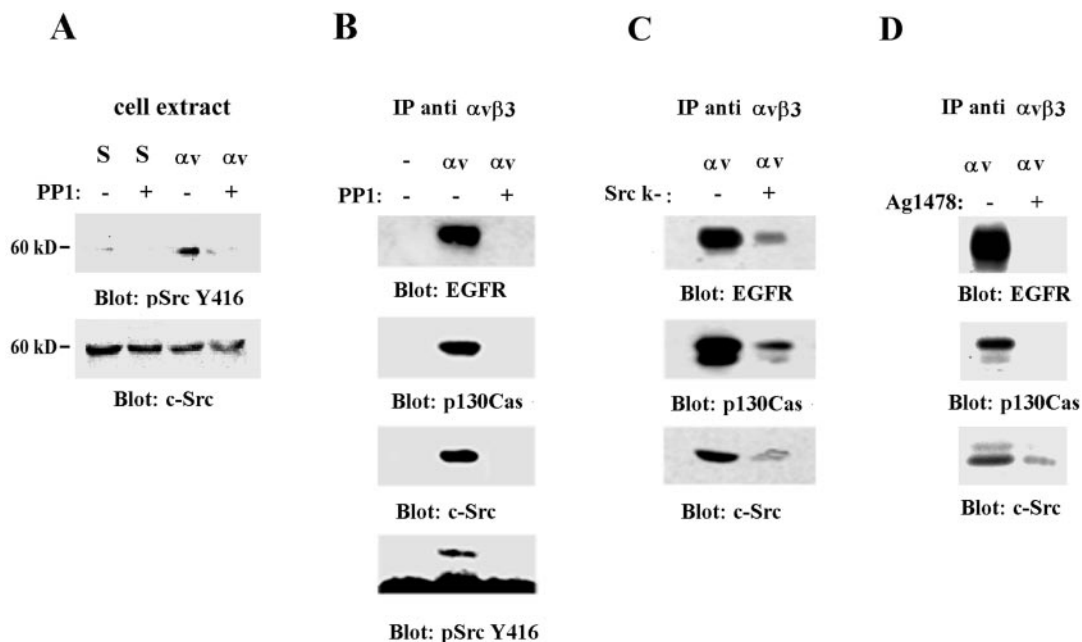 A
cell extract
S S αv αv
PP1: - + - +
60 kD
Blot: pSrc Y416
60 kD
Blot: c-Src
B
IP anti αvβ3
- αv αv
PP1: - - +
Blot: EGFR
Blot: p130Cas
Blot: c-Src
Blot: pSrc Y416
C
IP anti αvβ3
αv αv
Src k- : - +
Blot: EGFR
Blot: p130Cas
Blot: c-Src
D
IP anti αvβ3
αv αv
Ag1478: - +
Blot: EGFR
Blot: p130Cas
Blot: c-Src